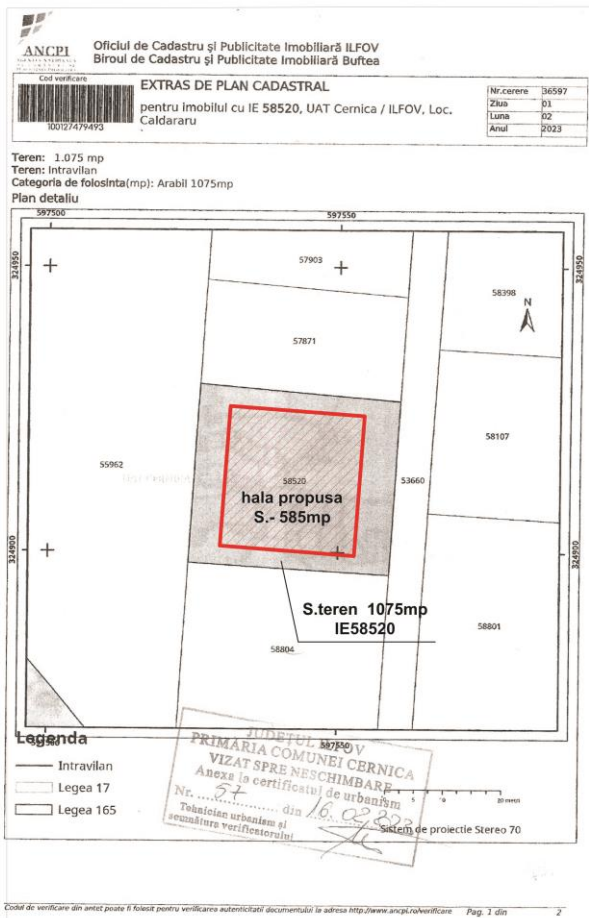 ANCPI
Oficiul de Cadastru și Publicitate Imobiliară ILFOV
Biroul de Cadastru și Publicitate Imobiliară Buftea
Cod verificare
100127479493
EXTRAS DE PLAN CADASTRAL
pentru imobilul cu IE 58520, UAT Cernica / ILFOV, Loc.
Caldararu
Nr.cerere 36597
Ziua 01
Luna 02
Anul 2023
Teren: 1.075 mp
Teren: Intravilan
Categoria de folosinta(mp): Arabil 1075mp
Plan detaliu
597500
597550
324950
324950
57903
58398
N
57871
58107
55962
58520
53660
hala propusa
S.- 585mp
324900
324900
S.teren 1075mp
IE58520
58801
58804
597550
Legenda
Intravilan
Legea 17
Legea 165
JUDEȚUL ILFOV
PRIMĂRIA COMUNEI CERNICA
VIZAT SPRE NESCHIMBARE
Anexa la certificatul de urbanism
Nr. 57 din 16.02.2023
Tehnician urbanism și
semnătura verificatorului
5
10
20 metri
Sistem de proiectie Stereo 70
Codul de verificare din antet poate fi folosit pentru verificarea autenticitatii documentului la adresa http://www.ancpi.ro/verificare
Pag. 1 din 2